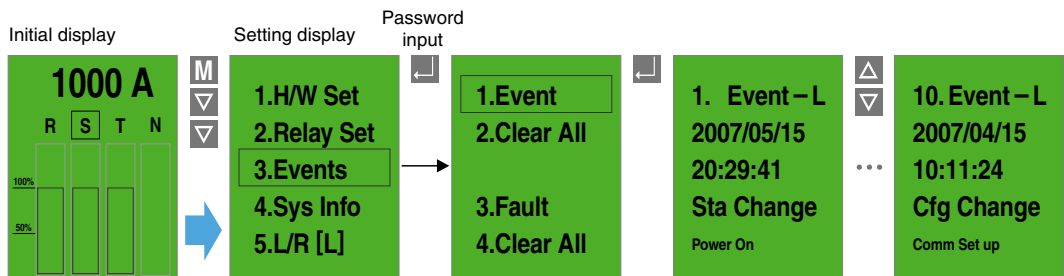 Initial display
1000 A
R S T N
100%
50%
M
Setting display
1.H/W Set
2.Relay Set
3.Events
4.Sys Info
5.L/R [L]
Password
input
1.Event
2.Clear All
3.Fault
4.Clear All
1. Event – L
2007/05/15
20:29:41
Sta Change
Power On
...
10. Event – L
2007/04/15
10:11:24
Cfg Change
Comm Set up